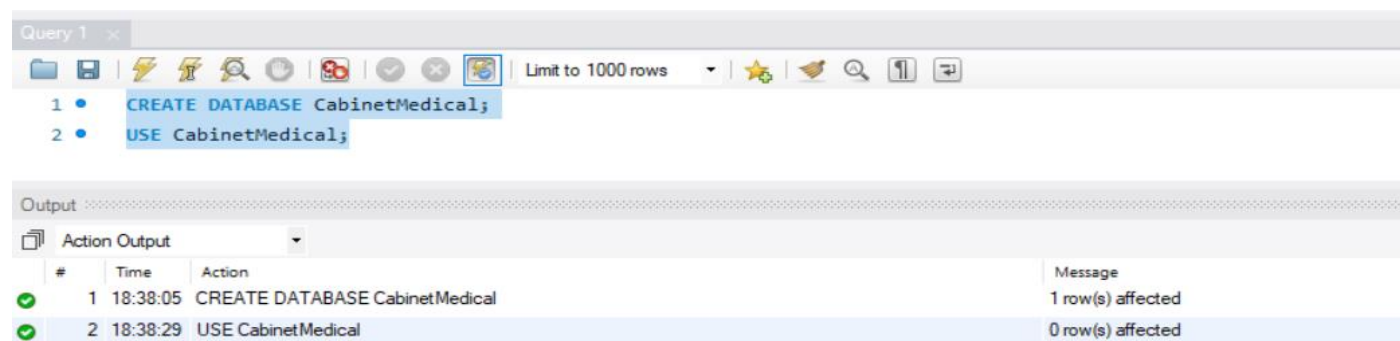 Query 1
Limit to 1000 rows
1 CREATE DATABASE CabinetMedical;
2 USE CabinetMedical;
Output
Action Output
# Time Action Message
1 18:38:05 CREATE DATABASE CabinetMedical 1 row(s) affected
2 18:38:29 USE CabinetMedical 0 row(s) affected